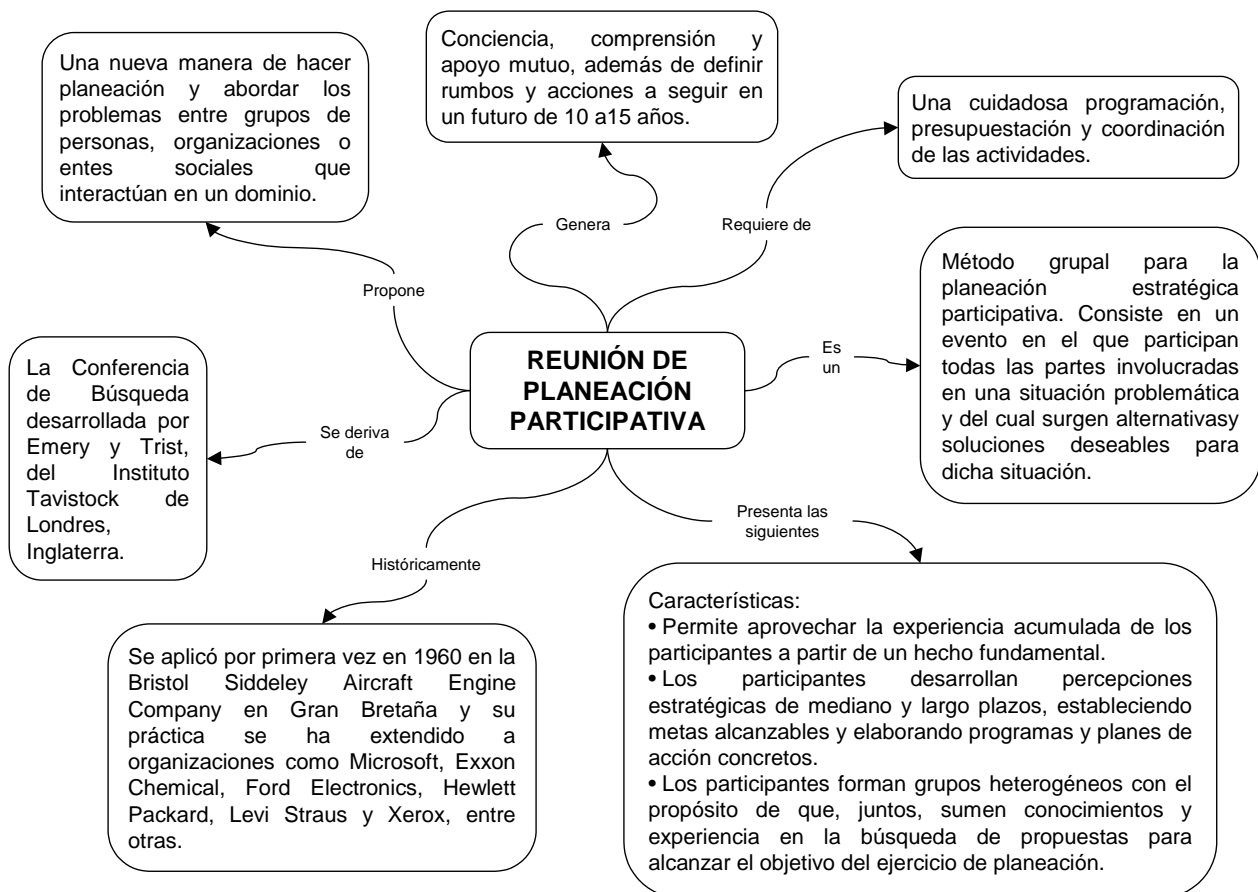 Una nueva manera de hacer
planeación y abordar los
problemas entre grupos de
personas, organizaciones o
entes sociales que
interactúan en un dominio.
Conciencia, comprensión y
apoyo mutuo, además de definir
rumbos y acciones a seguir en
un futuro de 10 a15 años.
Una cuidadosa programación,
presupuestación y coordinación
de las actividades.
Genera
Requiere de
Propone
Método grupal para la
planeación estratégica
participativa. Consiste en un
evento en el que participan
todas las partes involucradas
en una situación problemática
y del cual surgen alternativasy
soluciones deseables para
dicha situación.
REUNIÓN DE
PLANEACIÓN
PARTICIPATIVA
Es
un
La Conferencia
de Búsqueda
desarrollada por
Emery y Trist,
del Instituto
Tavistock de
Londres,
Inglaterra.
Se deriva
de
Presenta las
siguientes
Históricamente
Se aplicó por primera vez en 1960 en la
Bristol Siddeley Aircraft Engine
Company en Gran Bretaña y su
práctica se ha extendido a
organizaciones como Microsoft, Exxon
Chemical, Ford Electronics, Hewlett
Packard, Levi Straus y Xerox, entre
otras.
Características:
• Permite aprovechar la experiencia acumulada de los
participantes a partir de un hecho fundamental.
• Los participantes desarrollan percepciones
estratégicas de mediano y largo plazos, estableciendo
metas alcanzables y elaborando programas y planes de
acción concretos.
• Los participantes forman grupos heterogéneos con el
propósito de que, juntos, sumen conocimientos y
experiencia en la búsqueda de propuestas para
alcanzar el objetivo del ejercicio de planeación.